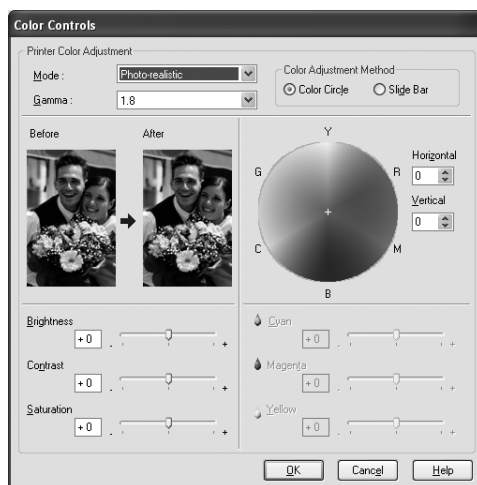 Color Controls
Printer Color Adjustment
Mode : Photo-realistic
Gamma : 1.8
Color Adjustment Method
Color Circle Slide Bar
Before After
Y
G R
C M
B
Horizontal
0
Vertical
0
Brightness
+ 0 - +
Contrast
+ 0 - +
Saturation
+ 0 - +
Cyan
+ 0 - +
Magenta
+ 0 - +
Yellow
+ 0 - +
OK Cancel Help